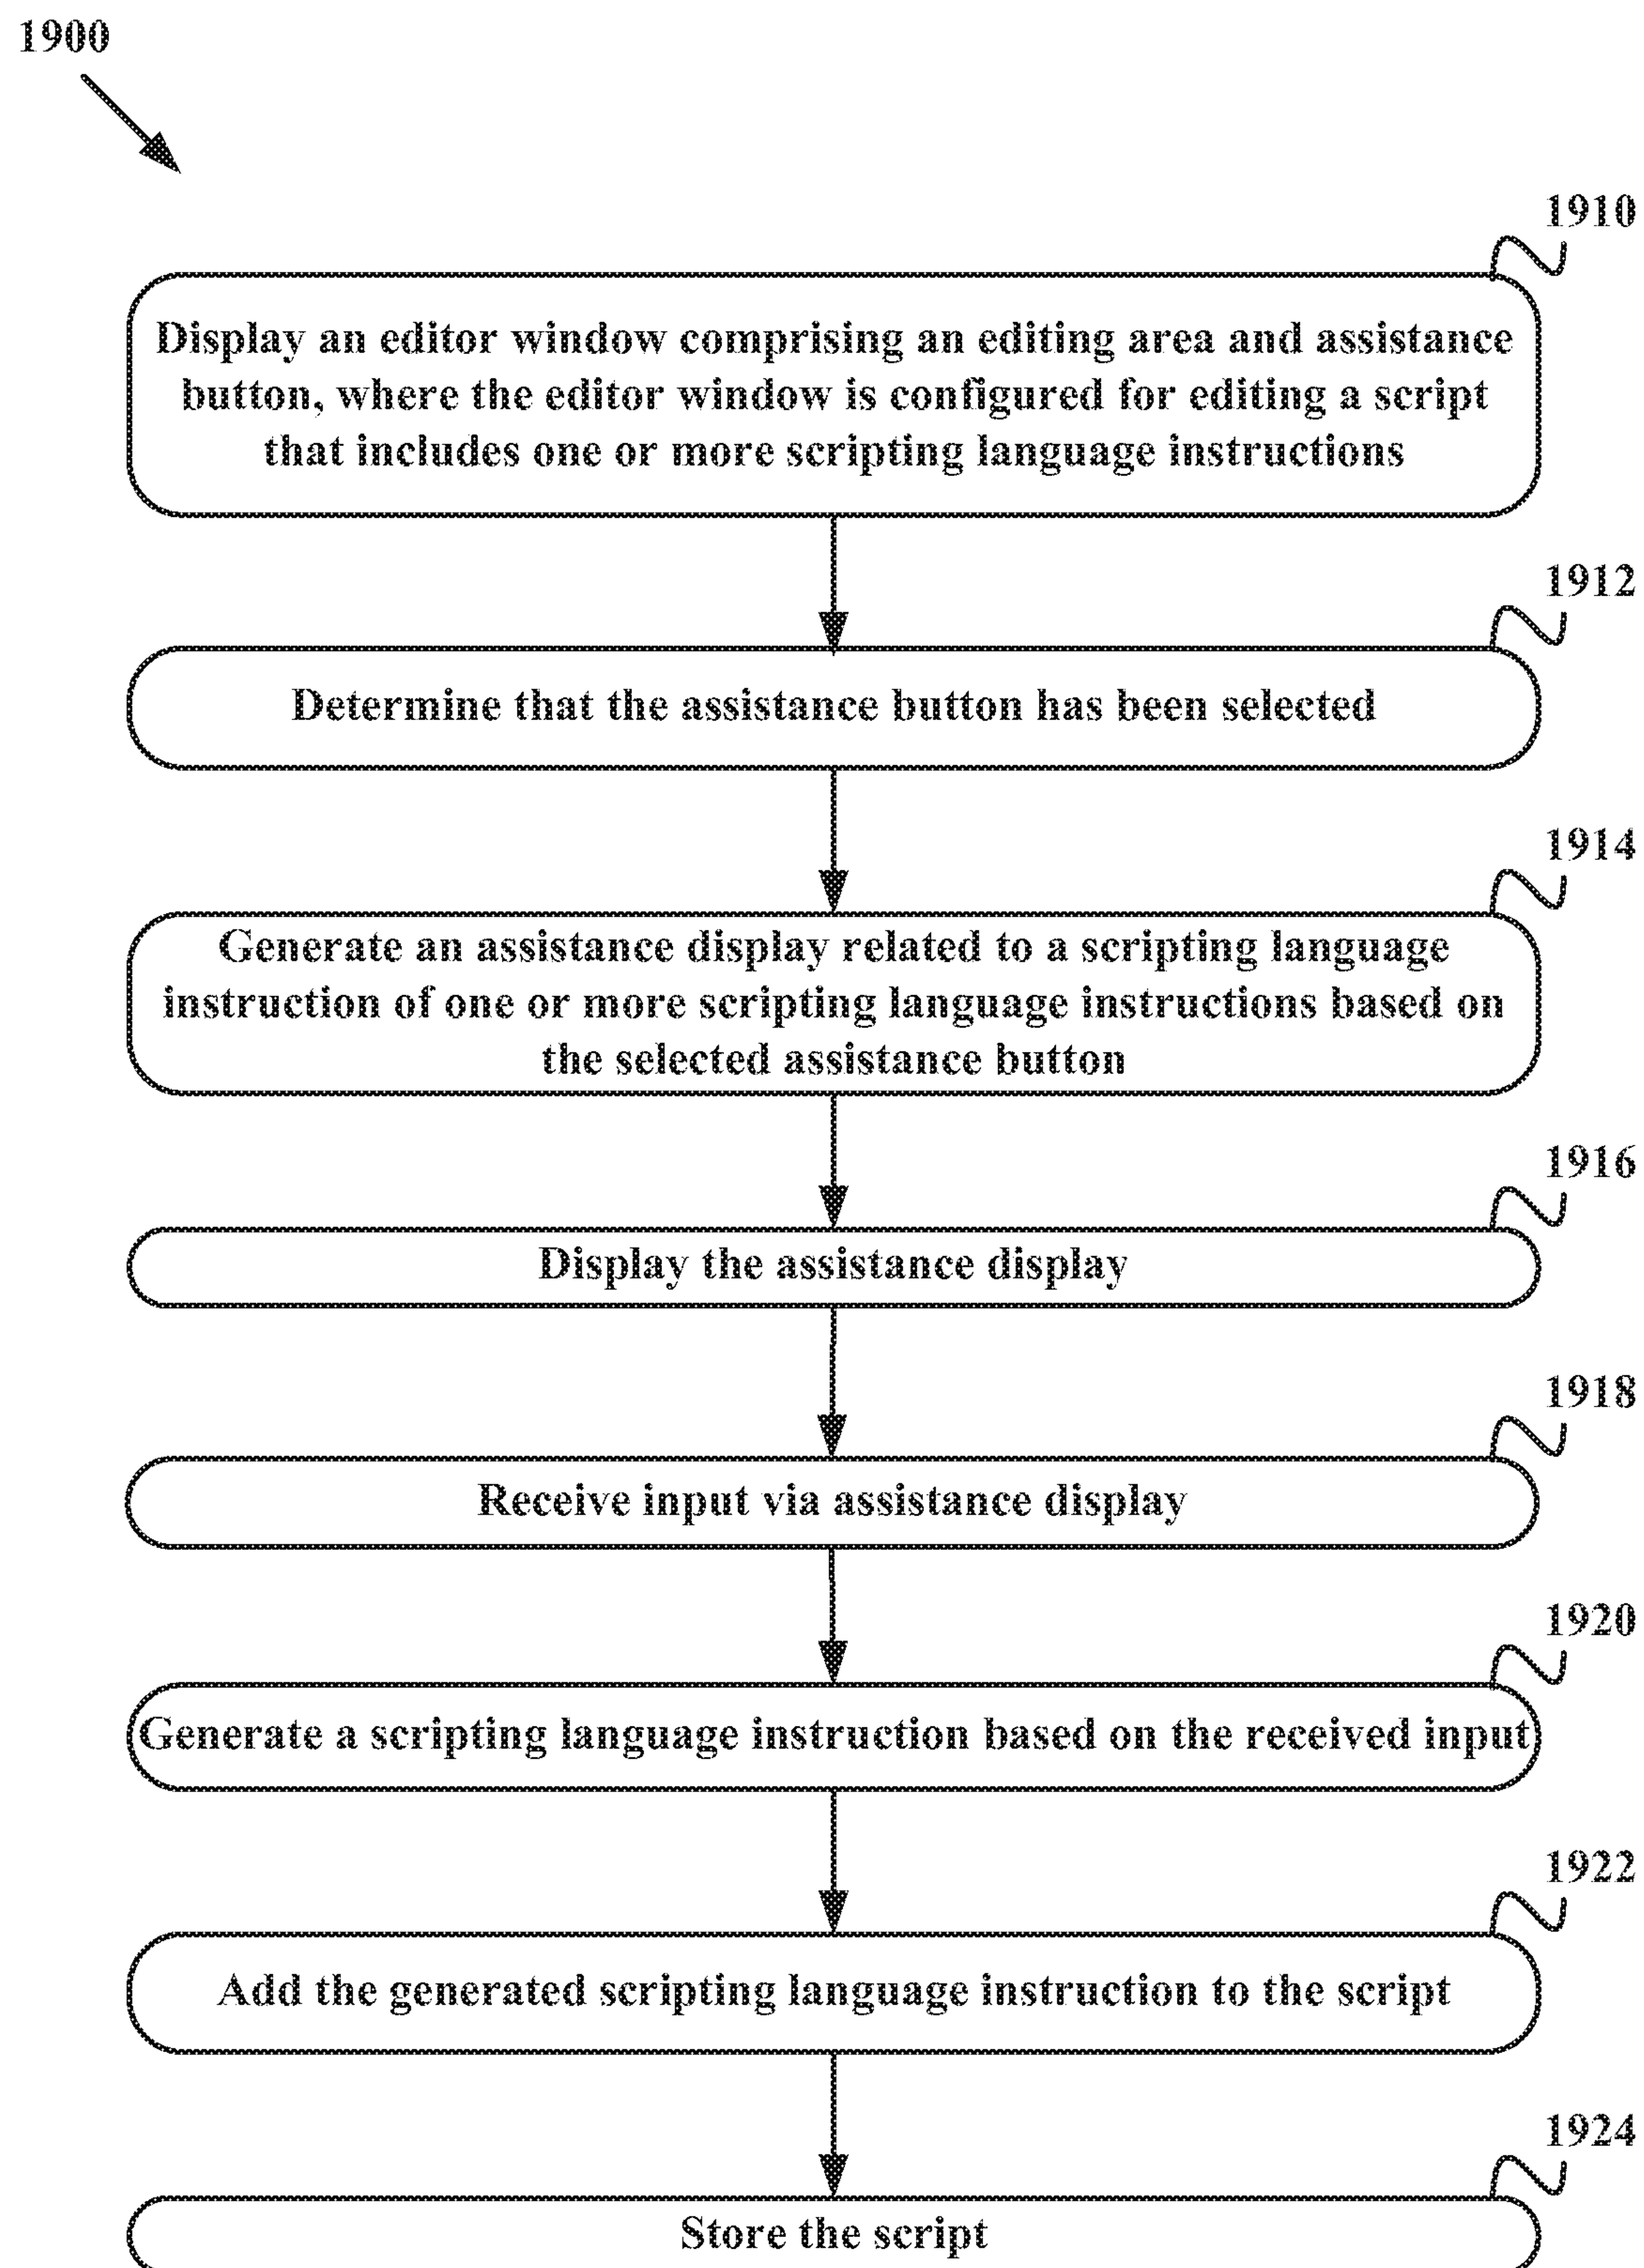 1900
1910
Display an editor window comprising an editing area and assistance
button, where the editor window is configured for editing a script
that includes one or more scripting language instructions
1912
Determine that the assistance button has been selected
1914
Generate an assistance display related to a scripting language
instruction of one or more scripting language instructions based on
the selected assistance button
1916
Display the assistance display
1918
Receive input via assistance display
1920
Generate a scripting language instruction based on the received input
1922
Add the generated scripting language instruction to the script
1924
Store the script